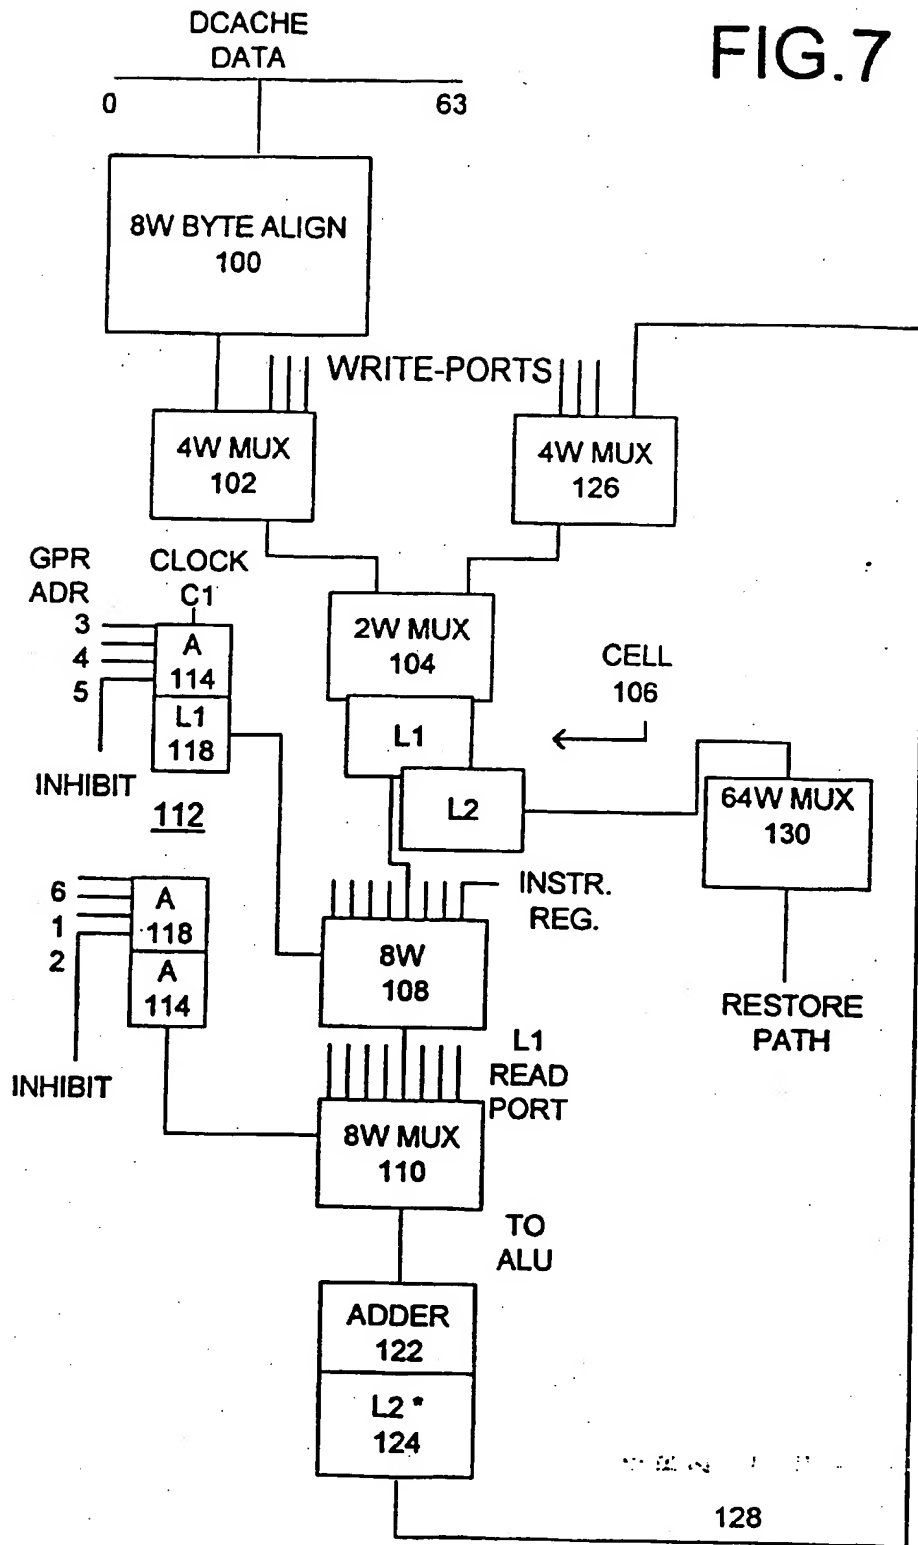 DCACHE
DATA
FIG.7
0
63
8W BYTE ALIGN
100
WRITE-PORTS
4W MUX
102
4W MUX
126
GPR
ADR
CLOCK
C1
3
4
5
A
114
L1
118
INHIBIT
112
2W MUX
104
L1
L2
CELL
106
64W MUX
130
RESTORE
PATH
6
1
2
A
118
A
114
INHIBIT
INSTR.
REG.
8W
108
L1
READ
PORT
8W MUX
110
TO
ALU
ADDER
122
L2 *
124
128